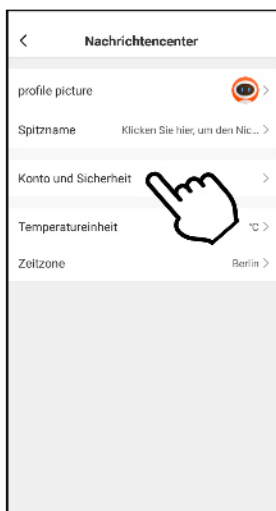 Nachrichtencenter
profile picture
Spitzname Klicken Sie hier, um den Nic...
Konto und Sicherheit
Temperatureinheit °C
Zeitzone Berlin